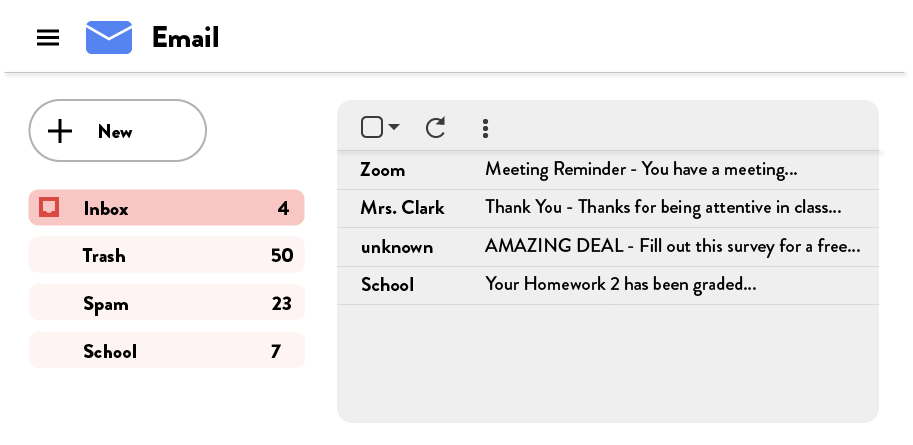 Email
New
Inbox 4
Trash 50
Spam 23
School 7
Zoom Meeting Reminder - You have a meeting...
Mrs. Clark Thank You - Thanks for being attentive in class...
unknown AMAZING DEAL - Fill out this survey for a free...
School Your Homework 2 has been graded...